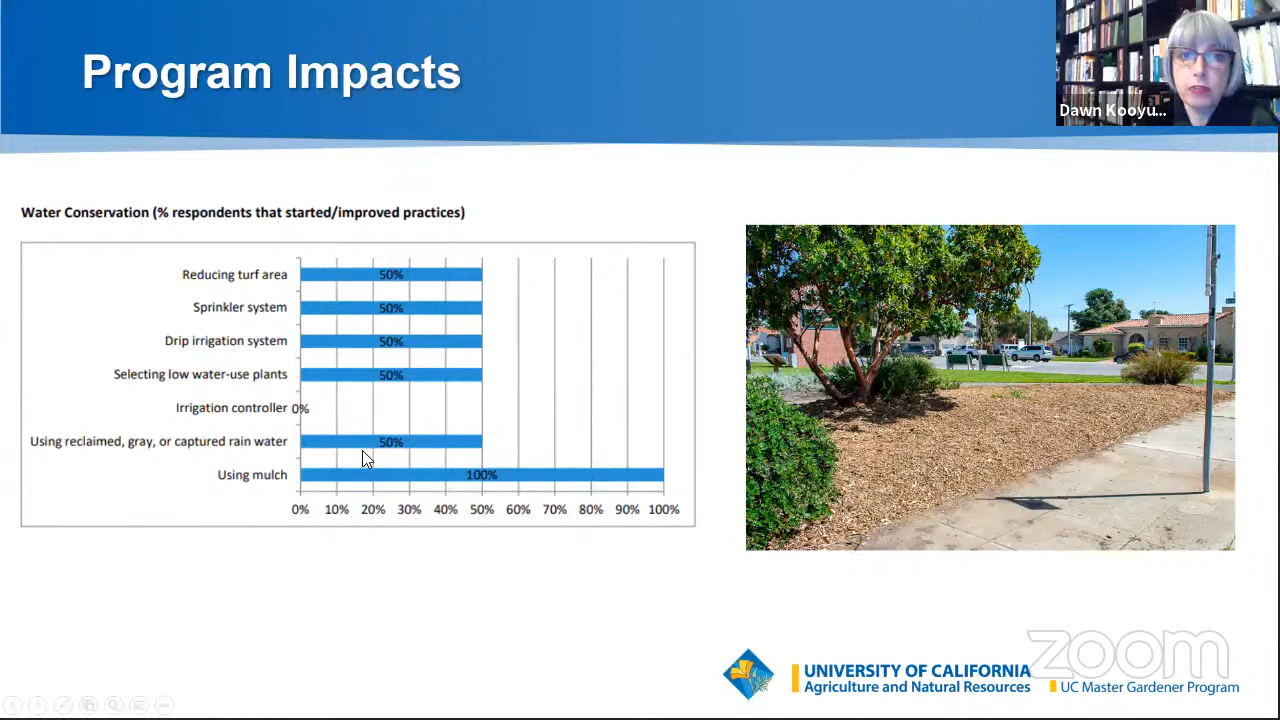 Program Impacts
Dawn Kooyu...
Water Conservation (% respondents that started/improved practices)
Reducing turf area 50%
Sprinkler system 50%
Drip irrigation system 50%
Selecting low water-use plants 50%
Irrigation controller 0%
Using reclaimed, gray, or captured rain water 50%
Using mulch 100%
0% 10% 20% 30% 40% 50% 60% 70% 80% 90% 100%
zoom
UNIVERSITY OF CALIFORNIA
Agriculture and Natural Resources
UC Master Gardener Program